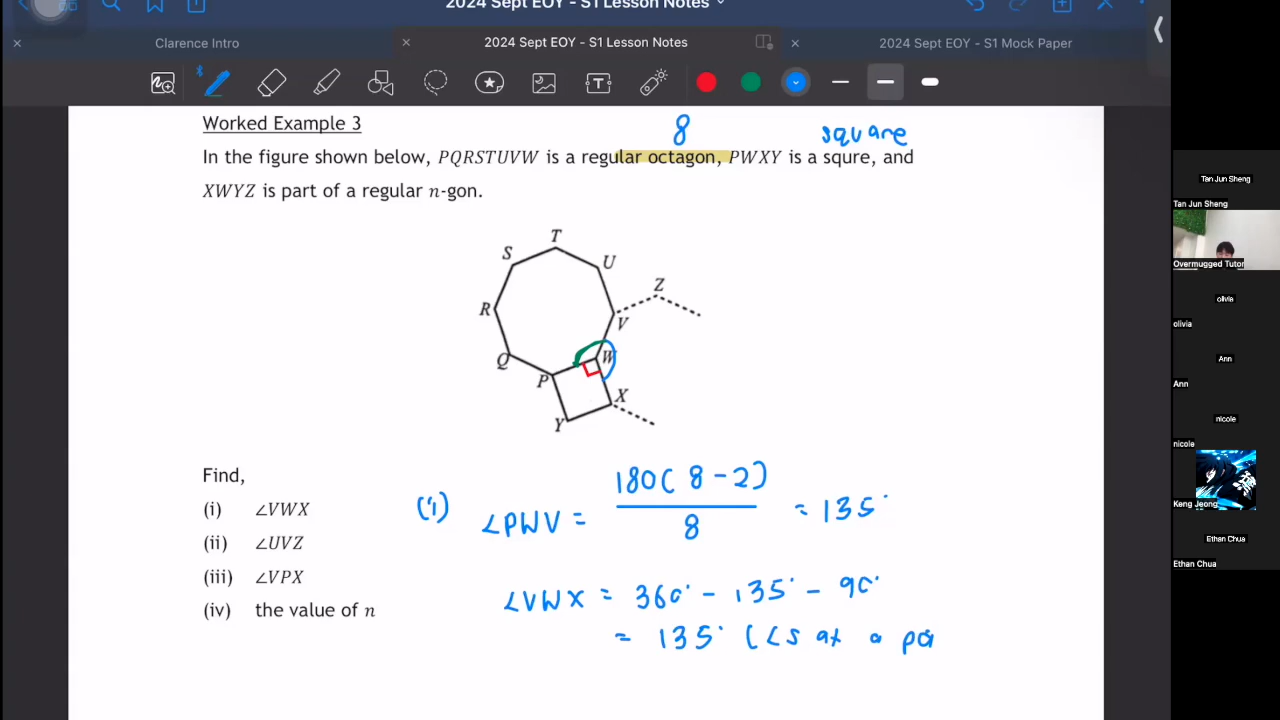 2024 Sept EOY - S1 Lesson Notes
Clarence Intro
2024 Sept EOY - S1 Lesson Notes
2024 Sept EOY - S1 Mock Paper
Worked Example 3
8
square
In the figure shown below, PQRSTUVW is a regular octagon, PWXY is a squre, and
XWYZ is part of a regular n-gon.
T
S
U
Z
R
V
Q
W
P
X
Y
Find,
(i) ∠VWX
(ii) ∠UVZ
(iii) ∠VPX
(iv) the value of n
(i) ∠PWV = 180(8-2)/8 = 135°
∠VWX = 360° - 135° - 90°
= 135° (∠s at a po
Tan Jun Sheng
Tan Jun Sheng
Overmugged Tutor
olivia
olivia
Ann
Ann
nicole
nicole
Keng Jeong
Ethan Chua
Ethan Chua